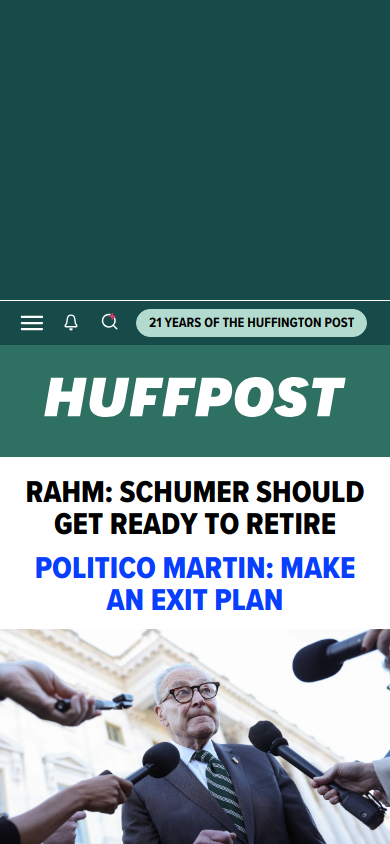 21 YEARS OF THE HUFFINGTON POST
HUFFPOST
RAHM: SCHUMER SHOULD
GET READY TO RETIRE
POLITICO MARTIN: MAKE
AN EXIT PLAN